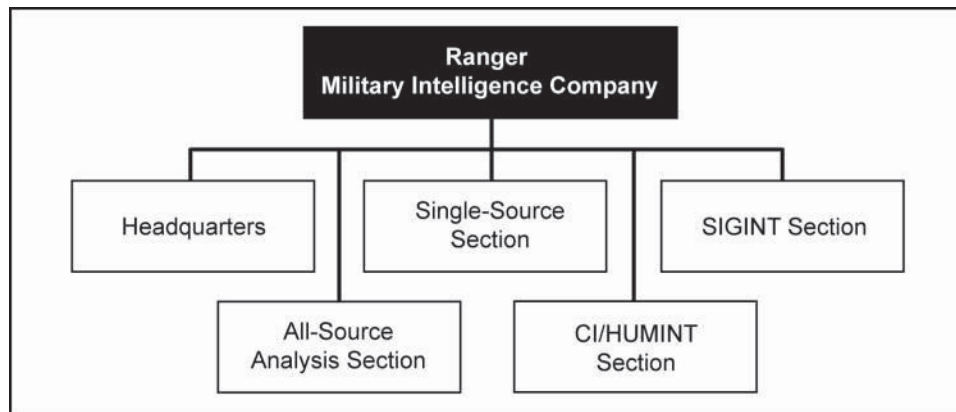 Ranger
Military Intelligence Company
Headquarters
Single-Source
Section
SIGINT Section
All-Source
Analysis Section
CI/HUMINT
Section